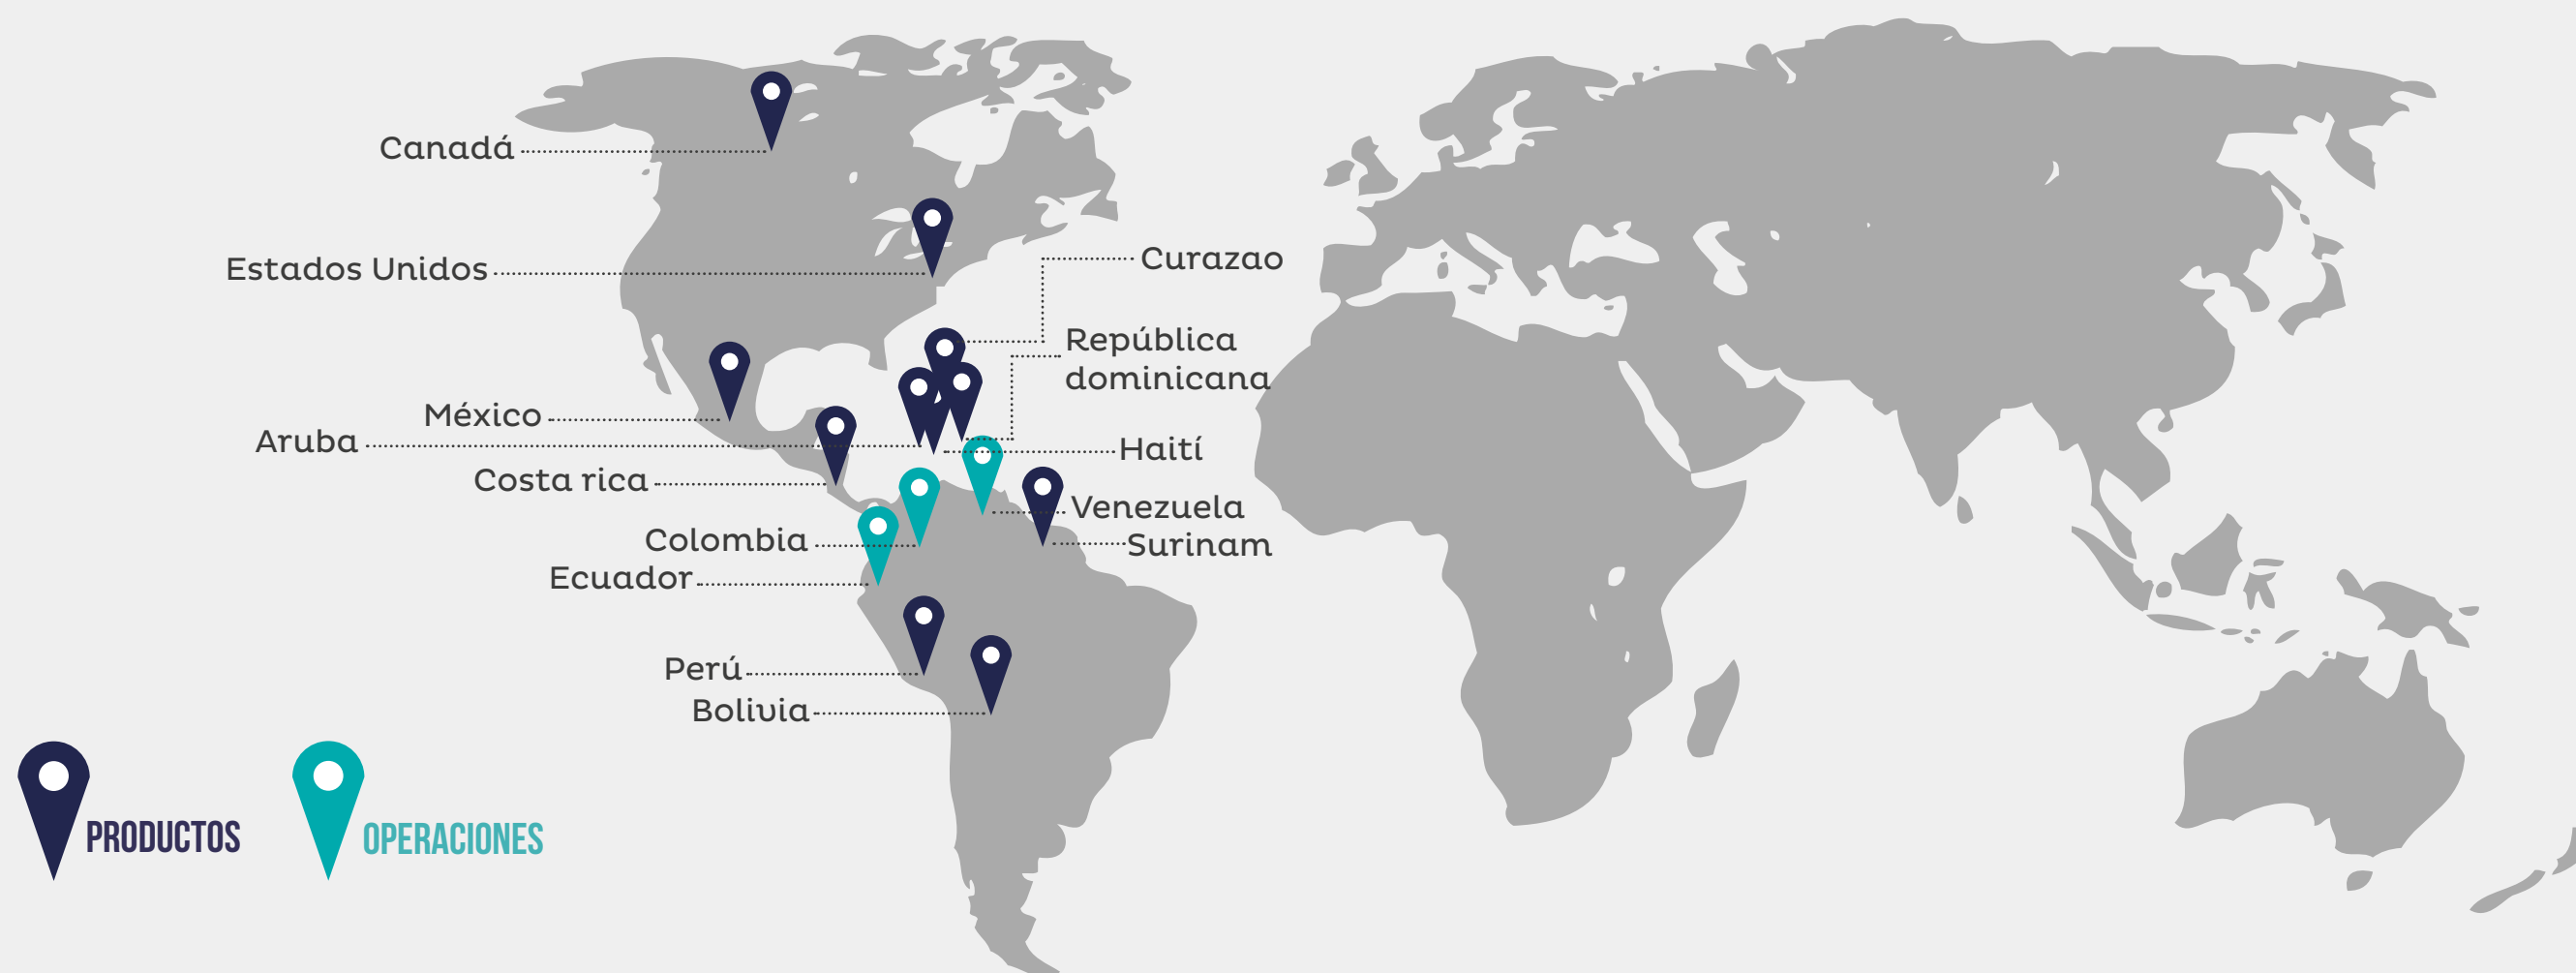 Canadá
Estados Unidos
Curazao
República
dominicana
México
Aruba
Haití
Costa rica
Venezuela
Colombia
Surinam
Ecuador
Perú
Bolivia
PRODUCTOS
OPERACIONES